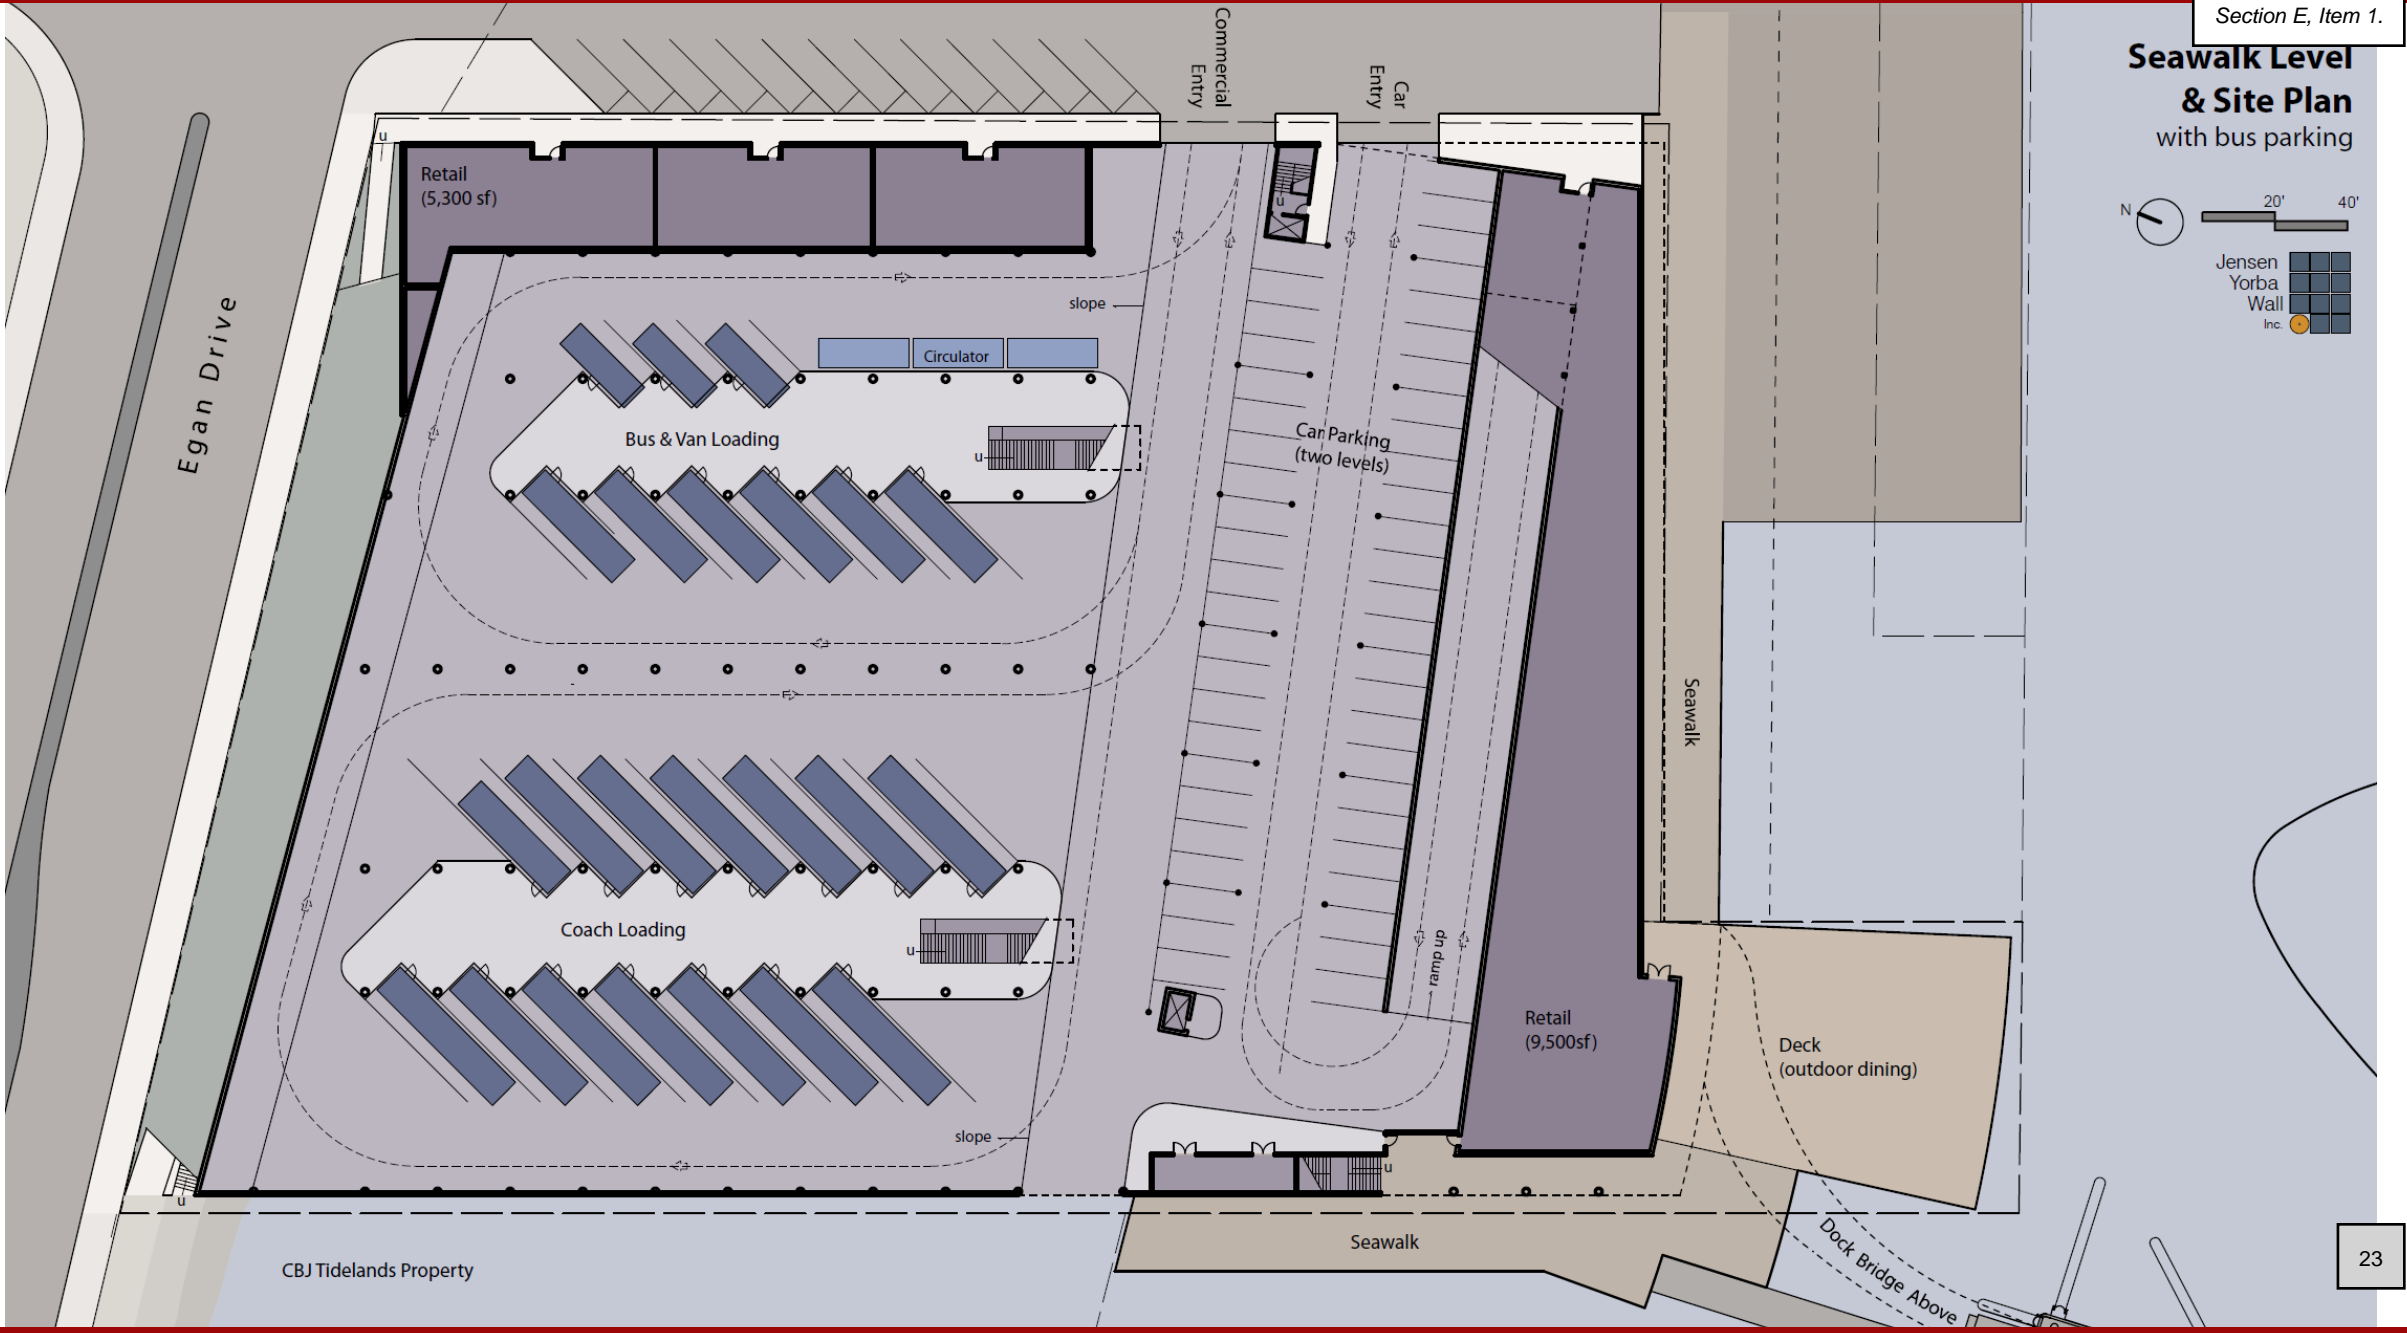 Section E, Item 1.
Seawalk Level
& Site Plan
with bus parking
N
20'
40'
Jensen
Yorba
Wall
Inc.
Commercial
Entry
Car
Entry
u
Retail
(5,300 sf)
u
slope
Circulator
Egan Drive
Bus & Van Loading
u
Car Parking
(two levels)
Seawalk
Coach Loading
u
ramp up
Retail
(9,500sf)
Deck
(outdoor dining)
slope
u
u
Seawalk
Dock Bridge Above
CBJ Tidelands Property
23